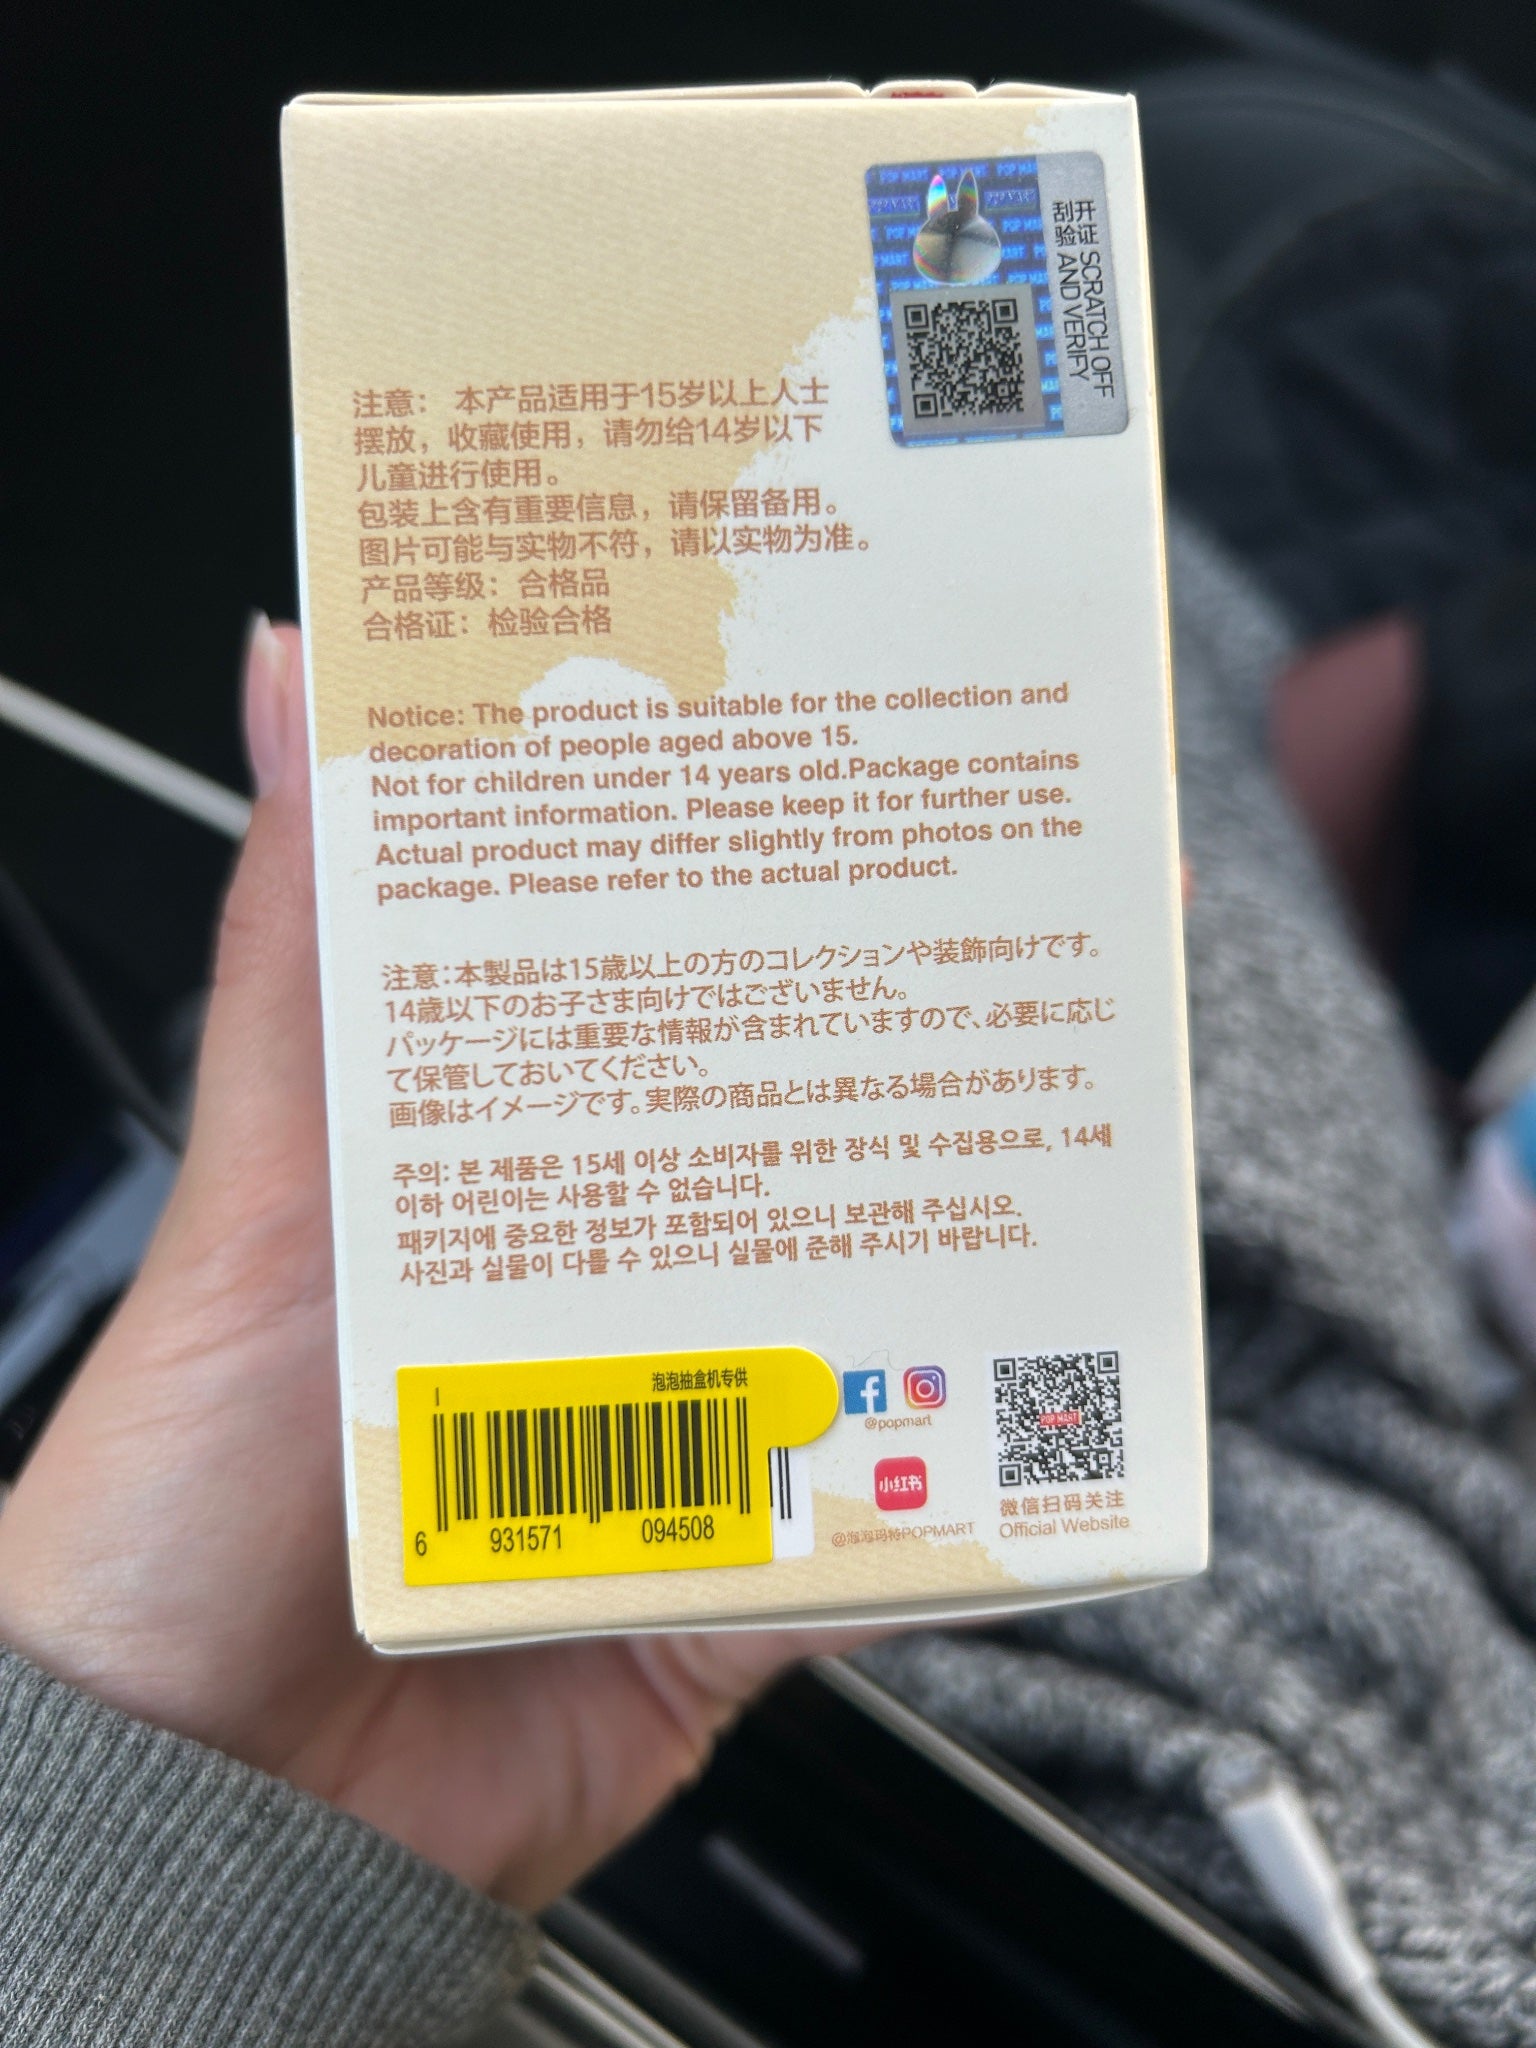 POP MART
开证 SCRATCH OFF
刮验 AND VERIFY
注意： 本产品适用于15岁以上人士
摆放，收藏使用，请勿给14岁以下
儿童进行使用。
包装上含有重要信息，请保留备用。
图片可能与实物不符，请以实物为准。
产品等级：合格品
合格证：检验合格
Notice: The product is suitable for the collection and
decoration of people aged above 15.
Not for children under 14 years old.Package contains
important information. Please keep it for further use.
Actual product may differ slightly from photos on the
package. Please refer to the actual product.
注意：本製品は15歳以上の方のコレクションや装飾向けです。
14歳以下のお子さま向けではございません。
パッケージには重要な情報が含まれていますので、必要に応じ
て保管しておいてください。
画像はイメージです。実際の商品とは異なる場合があります。
주의: 본 제품은 15세 이상 소비자를 위한 장식 및 수집용으로, 14세
이하 어린이는 사용할 수 없습니다.
패키지에 중요한 정보가 포함되어 있으니 보관해 주십시오.
사진과 실물이 다를 수 있으니 실물에 준해 주시기 바랍니다.
泡泡抽盒机专供
6 931571 094508
@popmart
小红书
@泡泡玛特POPMART
POP MART
微信扫码关注
Official Website